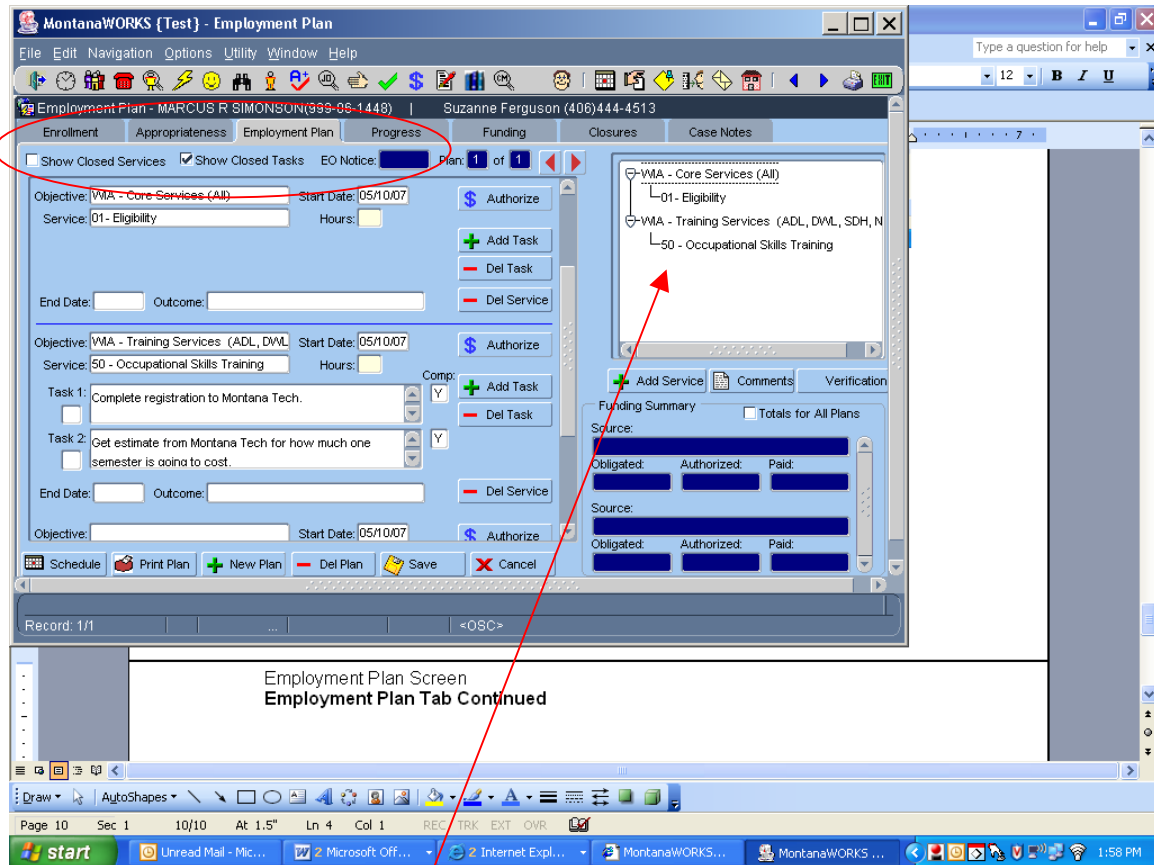 MontanaWORKS {Test} - Employment Plan
Type a question for help
File Edit Navigation Options Utility Window Help
12 B I U
EXIT
Employment Plan - MARCUS R SIMONSON(999-06-1448) | Suzanne Ferguson (406)444-4513
Enrollment Appropriateness Employment Plan Progress Funding Closures Case Notes
7
Show Closed Services Show Closed Tasks EO Notice: Plan: 1 of 1
WIA - Core Services (All)
01- Eligibility
WIA - Training Services (ADL, DWL, SDH, N
50 - Occupational Skills Training
Objective: WIA - Core Services (All) Start Date: 05/10/07 $ Authorize
Service: 01- Eligibility Hours:
Add Task
Del Task
End Date: Outcome: Del Service
Objective: WIA - Training Services (ADL, DWL Start Date: 05/10/07 $ Authorize
Service: 50 - Occupational Skills Training Hours:
Comp:
Task 1: Complete registration to Montana Tech. Y Add Task
Del Task
Task 2: Get estimate from Montana Tech for how much one Y
semester is going to cost.
End Date: Outcome: Del Service
Objective: Start Date: 05/10/07 $ Authorize
Add Service Comments Verification
Funding Summary Totals for All Plans
Source:
Obligated: Authorized: Paid:
Source:
Obligated: Authorized: Paid:
Schedule Print Plan New Plan Del Plan Save Cancel
Record: 1/1 ... <OSC>
Employment Plan Screen
Employment Plan Tab Continued
Draw AutoShapes
Page 10 Sec 1 10/10 At 1.5" Ln 4 Col 1 REC TRK EXT OVR
start Unread Mail - Mic... 2 Microsoft Off... 2 Internet Expl... MontanaWORKS... MontanaWORKS ... 1:58 PM